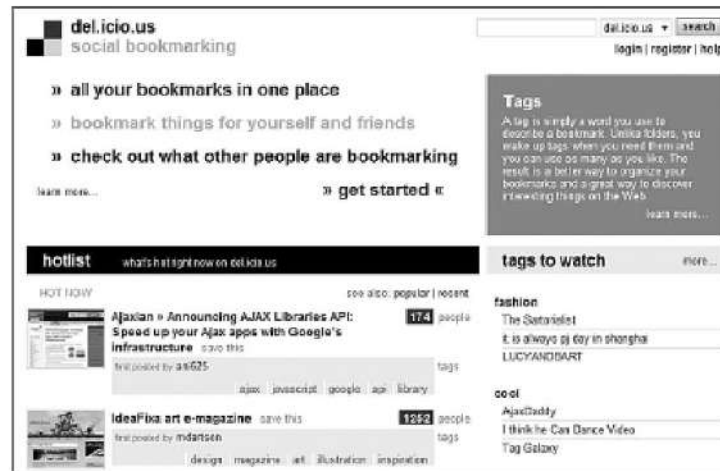 del.icio.us
social bookmarking
del.icio.us search
login | register | help
» all your bookmarks in one place
» bookmark things for yourself and friends
» check out what other people are bookmarking
learn more...
» get started «
Tags
A tag is simply a word you use to
describe a bookmark. Unlike folders, you
make up tags when you need them and
you can use as many as you like. The
result is a better way to organize your
bookmarks and a great way to discover
interesting things on the Web.
learn more...
hotlist what's hot right now on del.icio.us
HOT NOW see also: popular | recent
Ajaxian » Announcing AJAX Libraries API:
Speed up your Ajax apps with Google's
infrastructure save this
174 people
first posted by
tags
ajax javascript google api library
IdeaFixa art e-magazine save this
1252 people
first posted by mdartsen
tags
design magazine art illustration inspiration
tags to watch more...
fashion
The Sartorialist
it is always pj day in shanghai
LUCYANDBART
cool
AjaxDaddy
I think he Can Dance Video
Tag Galaxy